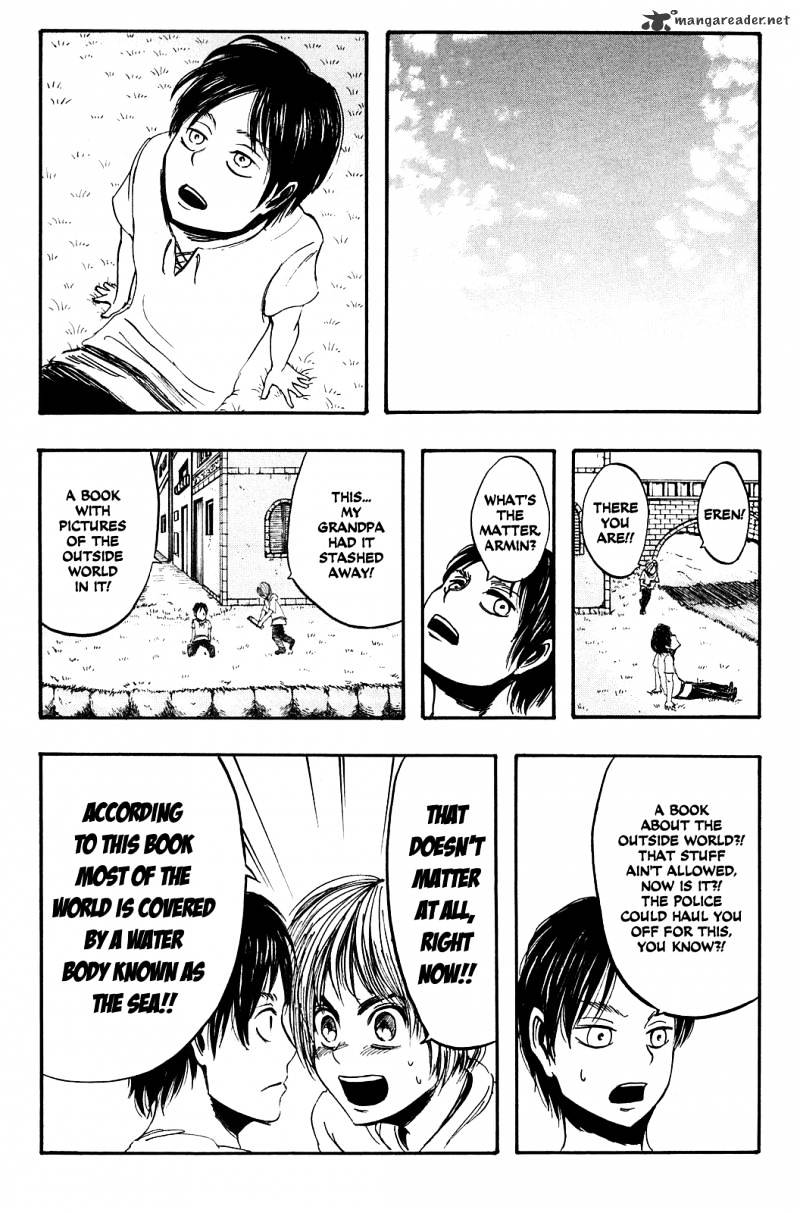 mangareader.net
EREN!
THERE
YOU
ARE!!
WHAT'S
THE
MATTER,
ARMIN?
THIS...
MY
GRANDPA
HAD IT
STASHED
AWAY!
A BOOK
WITH
PICTURES
OF THE
OUTSIDE
WORLD
IN IT!
A BOOK
ABOUT THE
OUTSIDE WORLD?!
THAT STUFF
AIN'T ALLOWED,
NOW IS IT?!
THE POLICE
COULD HAUL YOU
OFF FOR THIS,
YOU KNOW?!
THAT
DOESN'T
MATTER
AT ALL,
RIGHT
NOW!!
ACCORDING
TO THIS BOOK
MOST OF THE
WORLD IS COVERED
BY A WATER
BODY KNOWN AS
THE SEA!!